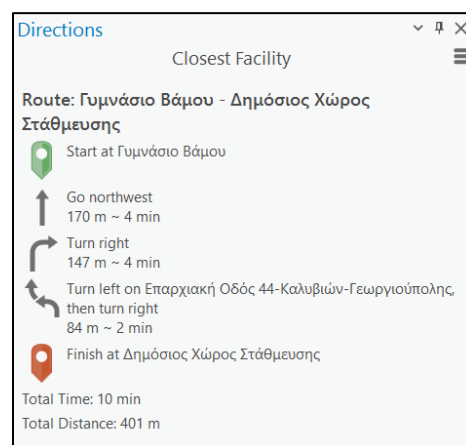 Directions
Closest Facility
Route: Γυμνάσιο Βάμου - Δημόσιος Χώρος
Στάθμευσης
Start at Γυμνάσιο Βάμου
Go northwest
170 m ~ 4 min
Turn right
147 m ~ 4 min
Turn left on Επαρχιακή Οδός 44-Καλυβιών-Γεωργιούπολης,
then turn right
84 m ~ 2 min
Finish at Δημόσιος Χώρος Στάθμευσης
Total Time: 10 min
Total Distance: 401 m